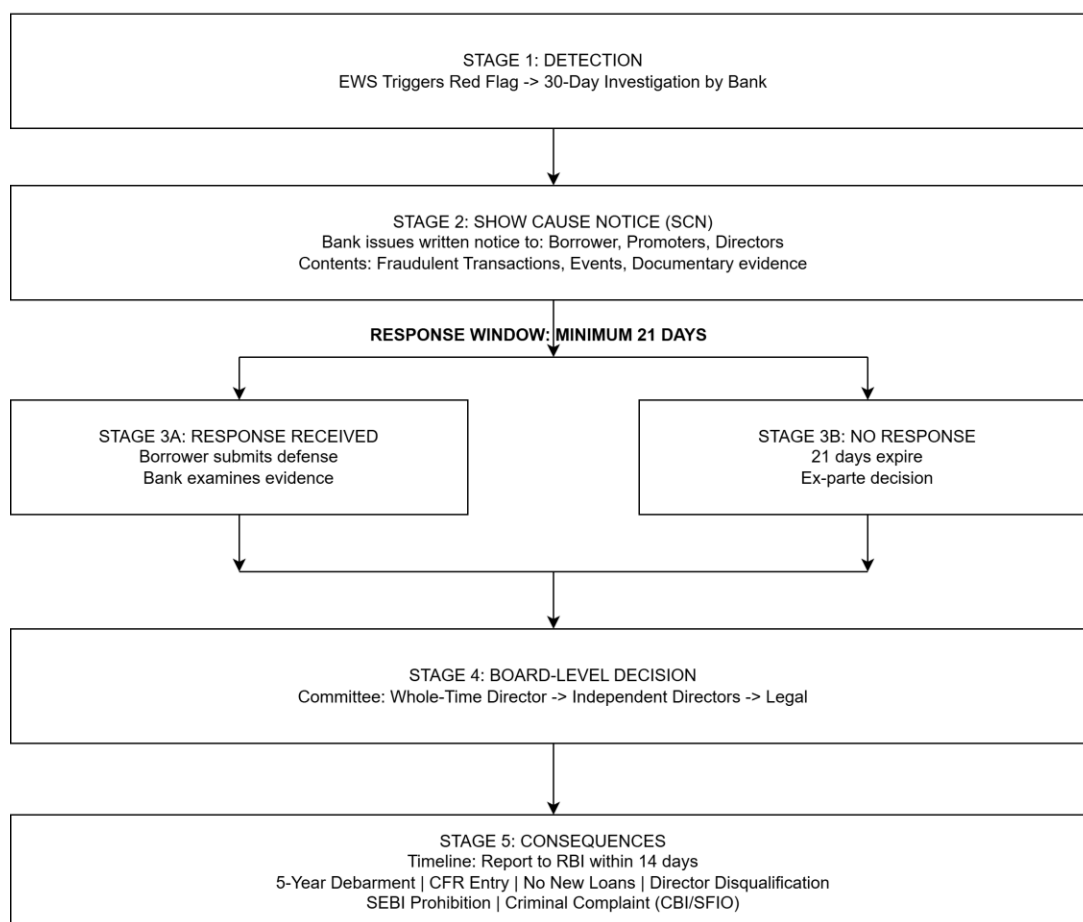 STAGE 1: DETECTION
EWS Triggers Red Flag -> 30-Day Investigation by Bank
STAGE 2: SHOW CAUSE NOTICE (SCN)
Bank issues written notice to: Borrower, Promoters, Directors
Contents: Fraudulent Transactions, Events, Documentary evidence
RESPONSE WINDOW: MINIMUM 21 DAYS
STAGE 3A: RESPONSE RECEIVED
Borrower submits defense
Bank examines evidence
STAGE 3B: NO RESPONSE
21 days expire
Ex-parte decision
STAGE 4: BOARD-LEVEL DECISION
Committee: Whole-Time Director -> Independent Directors -> Legal
STAGE 5: CONSEQUENCES
Timeline: Report to RBI within 14 days
5-Year Debarment | CFR Entry | No New Loans | Director Disqualification
SEBI Prohibition | Criminal Complaint (CBI/SFIO)